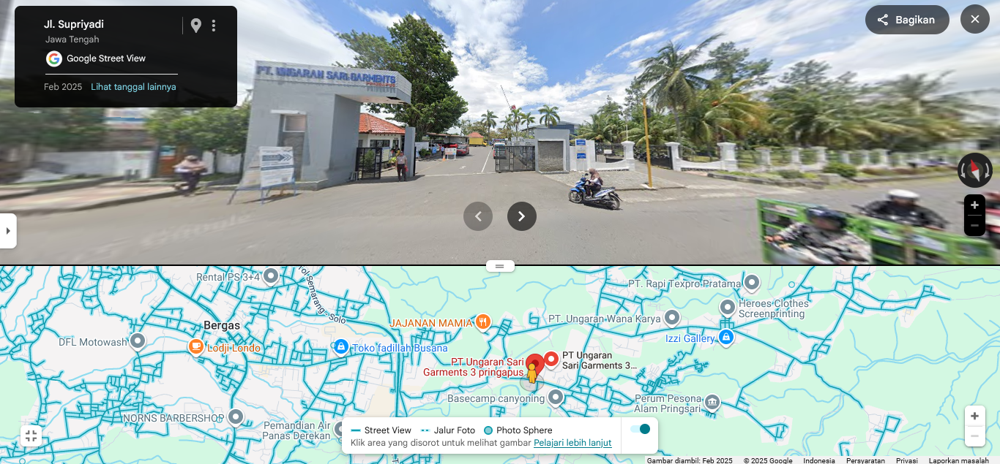 Jl. Supriyadi
Jawa Tengah
Google Street View
Feb 2025 Lihat tanggal lainnya
Bagikan
PT. UNGARAN SARI GARMENTS
PRINGAPUS
Google
Rental PS 3+4
Tol Semarang - Solo
PT. Rapi Texpro Pratama
Heroes Clothes
Screenprinting
Bergas
JAJANAN MAMIA
PT. Ungaran Wana Karya
DFL Motowash
Lodji Londo
Toko fadillah Busana
Izzi Gallery
PT Ungaran Sari
Garments 3 pringapus
PT Ungaran
Sari Garments 3...
Basecamp canyoning
Perum Pesona
Alam Pringsari
NORNS BARBERSHOP
Pemandian Air
Panas Derekan
Street View Jalur Foto Photo Sphere
Klik area yang disorot untuk melihat gambar Pelajari lebih lanjut
Gambar diambil: Feb 2025 © 2025 Google Indonesia Persyaratan Privasi Laporkan masalah